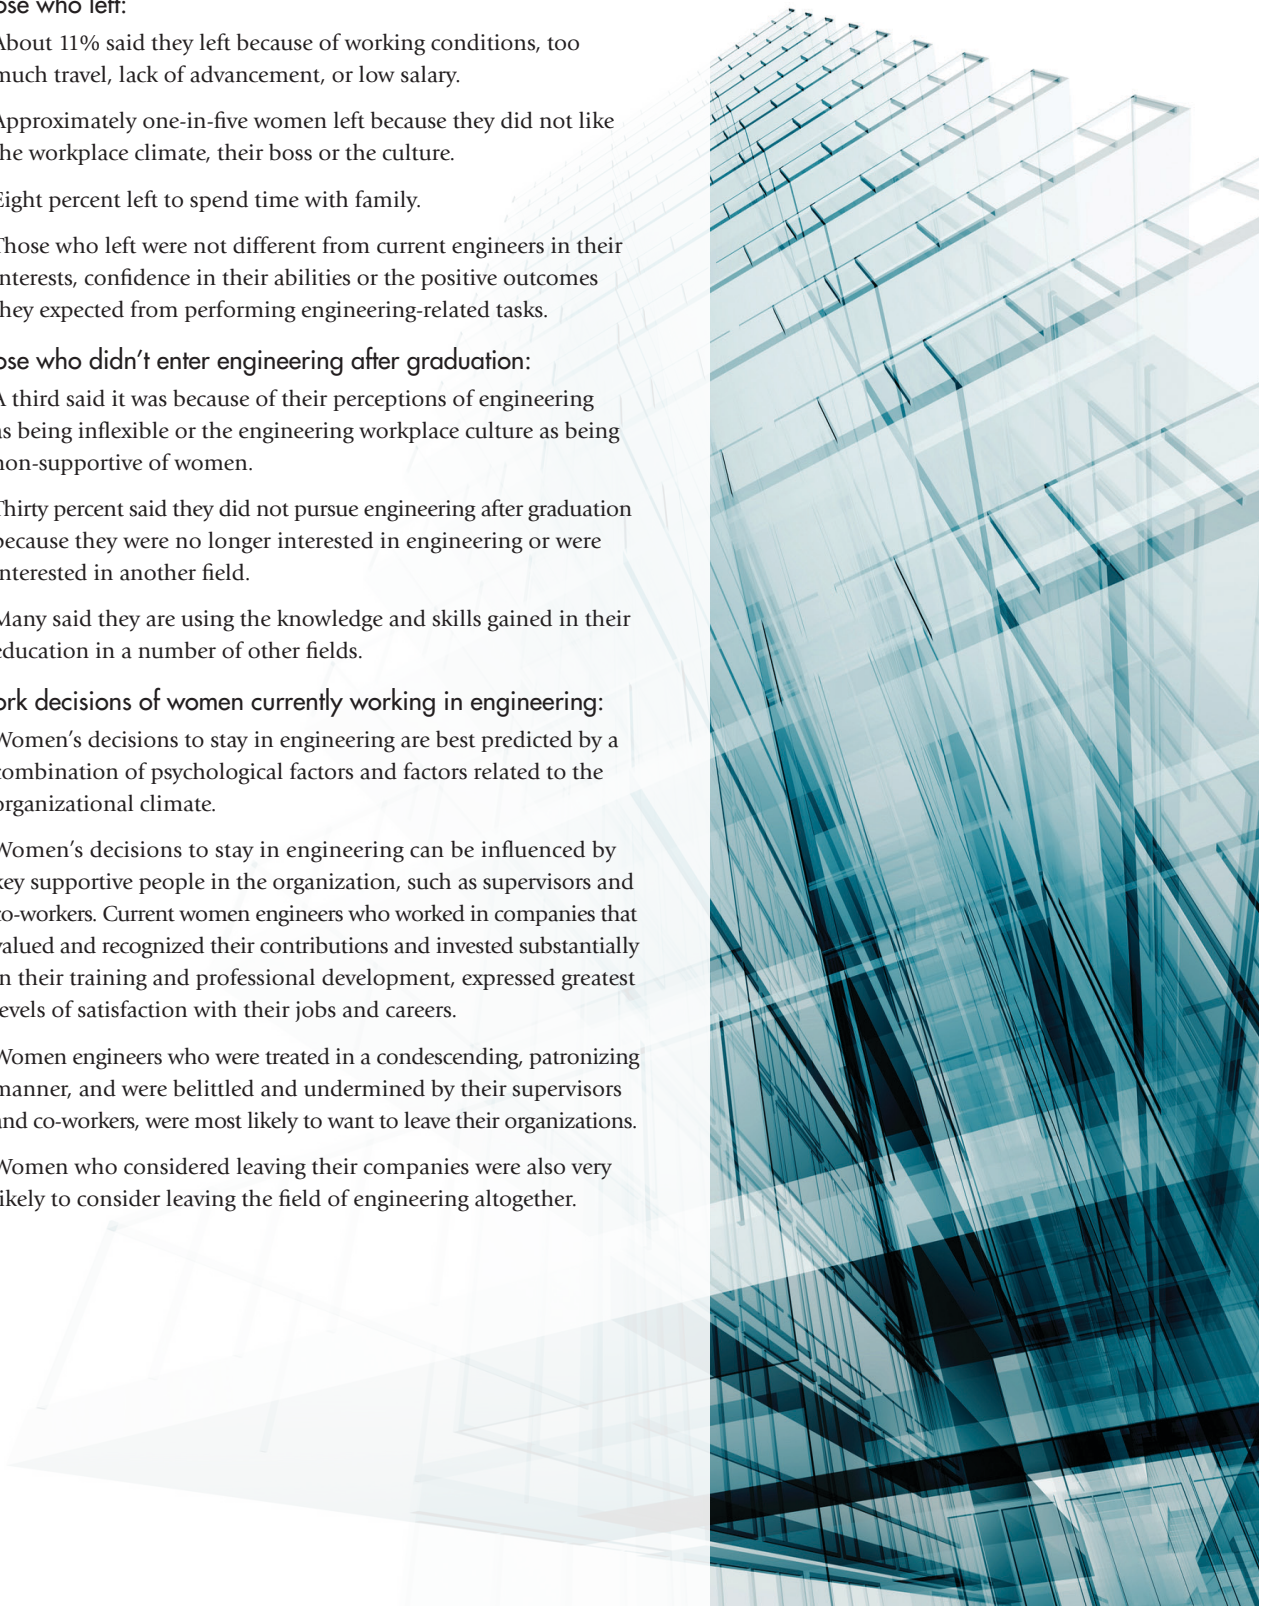 ose who left:
About 11% said they left because of working conditions, too
much travel, lack of advancement, or low salary.
Approximately one-in-five women left because they did not like
the workplace climate, their boss or the culture.
Eight percent left to spend time with family.
Those who left were not different from current engineers in their
interests, confidence in their abilities or the positive outcomes
they expected from performing engineering-related tasks.
ose who didn’t enter engineering after graduation:
A third said it was because of their perceptions of engineering
as being inflexible or the engineering workplace culture as being
non-supportive of women.
Thirty percent said they did not pursue engineering after graduation
because they were no longer interested in engineering or were
interested in another field.
Many said they are using the knowledge and skills gained in their
education in a number of other fields.
ork decisions of women currently working in engineering:
Women’s decisions to stay in engineering are best predicted by a
combination of psychological factors and factors related to the
organizational climate.
Women’s decisions to stay in engineering can be influenced by
key supportive people in the organization, such as supervisors and
co-workers. Current women engineers who worked in companies that
valued and recognized their contributions and invested substantially
in their training and professional development, expressed greatest
levels of satisfaction with their jobs and careers.
Women engineers who were treated in a condescending, patronizing
manner, and were belittled and undermined by their supervisors
and co-workers, were most likely to want to leave their organizations.
Women who considered leaving their companies were also very
likely to consider leaving the field of engineering altogether.